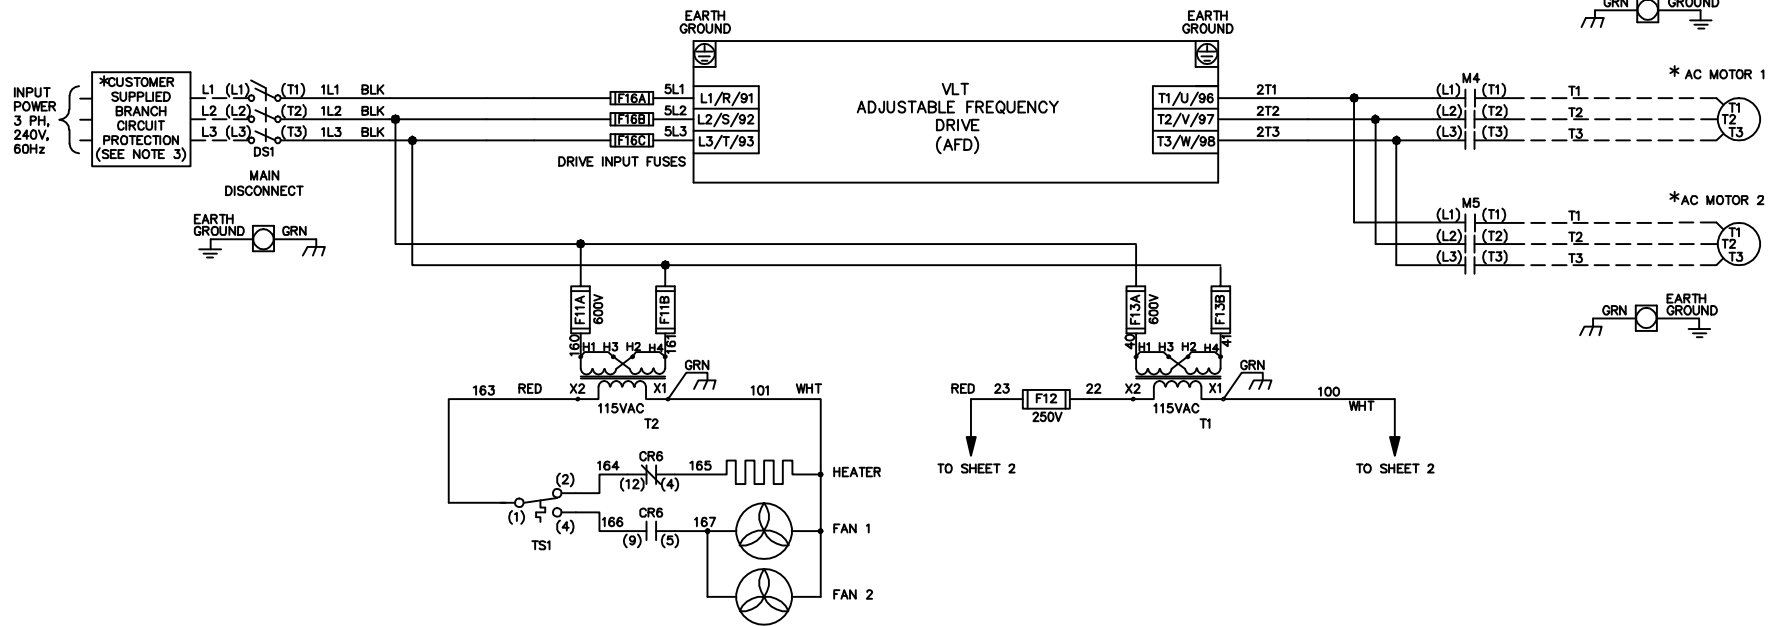 GRN
GROUND
EARTH
GROUND
EARTH
GROUND
INPUT
POWER
3 PH,
240V,
60Hz
*CUSTOMER
SUPPLIED
BRANCH
CIRCUIT
PROTECTION
(SEE NOTE 3)
L1 (L1) (T1) 1L1 BLK
L2 (L2) (T2) 1L2 BLK
L3 (L3) (T3) 1L3 BLK
DS1
MAIN
DISCONNECT
F16A 5L1 L1/R/91
F16B 5L2 L2/S/92
F16C 5L3 L3/T/93
DRIVE INPUT FUSES
VLT
ADJUSTABLE FREQUENCY
DRIVE
(AFD)
T1/U/96 2T1
T2/V/97 2T2
T3/W/98 2T3
M4
(L1) (T1) T1
(L2) (T2) T2
(L3) (T3) T3
* AC MOTOR 1
T1
T2
T3
M5
(L1) (T1) T1
(L2) (T2) T2
(L3) (T3) T3
*AC MOTOR 2
T1
T2
T3
EARTH
GROUND GRN
GRN EARTH
GROUND
F11A
600V
F11B
160
161
H1 H3 H2 H4
GRN
163 RED X2 X1 101 WHT
115VAC
T2
F13A
600V
F13B
40
41
H1 H3 H2 H4
GRN
RED 23 F12 22 X2 X1 100
WHT
250V
115VAC
T1
TO SHEET 2
TO SHEET 2
CR6
(2) 164 165 HEATER
(12) (4)
(1)
(4)
TS1
CR6
166 167 FAN 1
(9) (5)
FAN 2